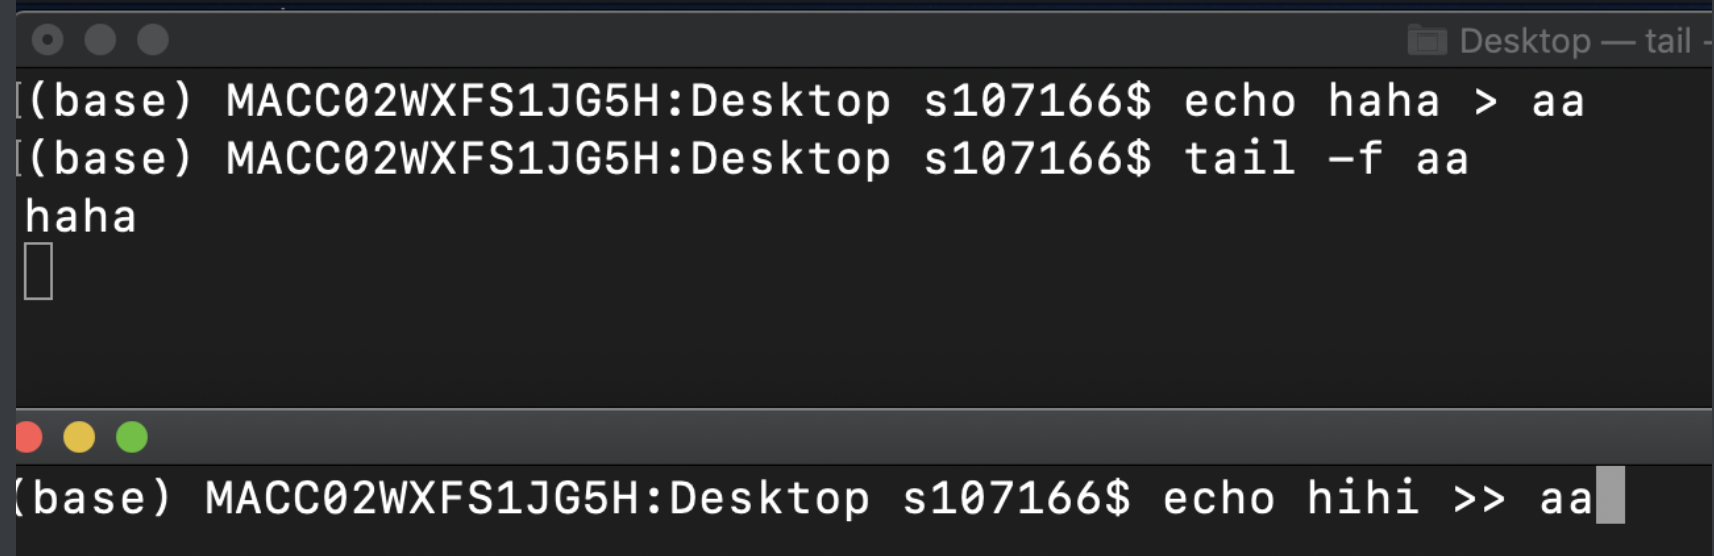 Desktop — tail -
(base) MACC02WXFS1JG5H:Desktop s107166$ echo haha > aa
(base) MACC02WXFS1JG5H:Desktop s107166$ tail -f aa
haha
(base) MACC02WXFS1JG5H:Desktop s107166$ echo hihi >> aa